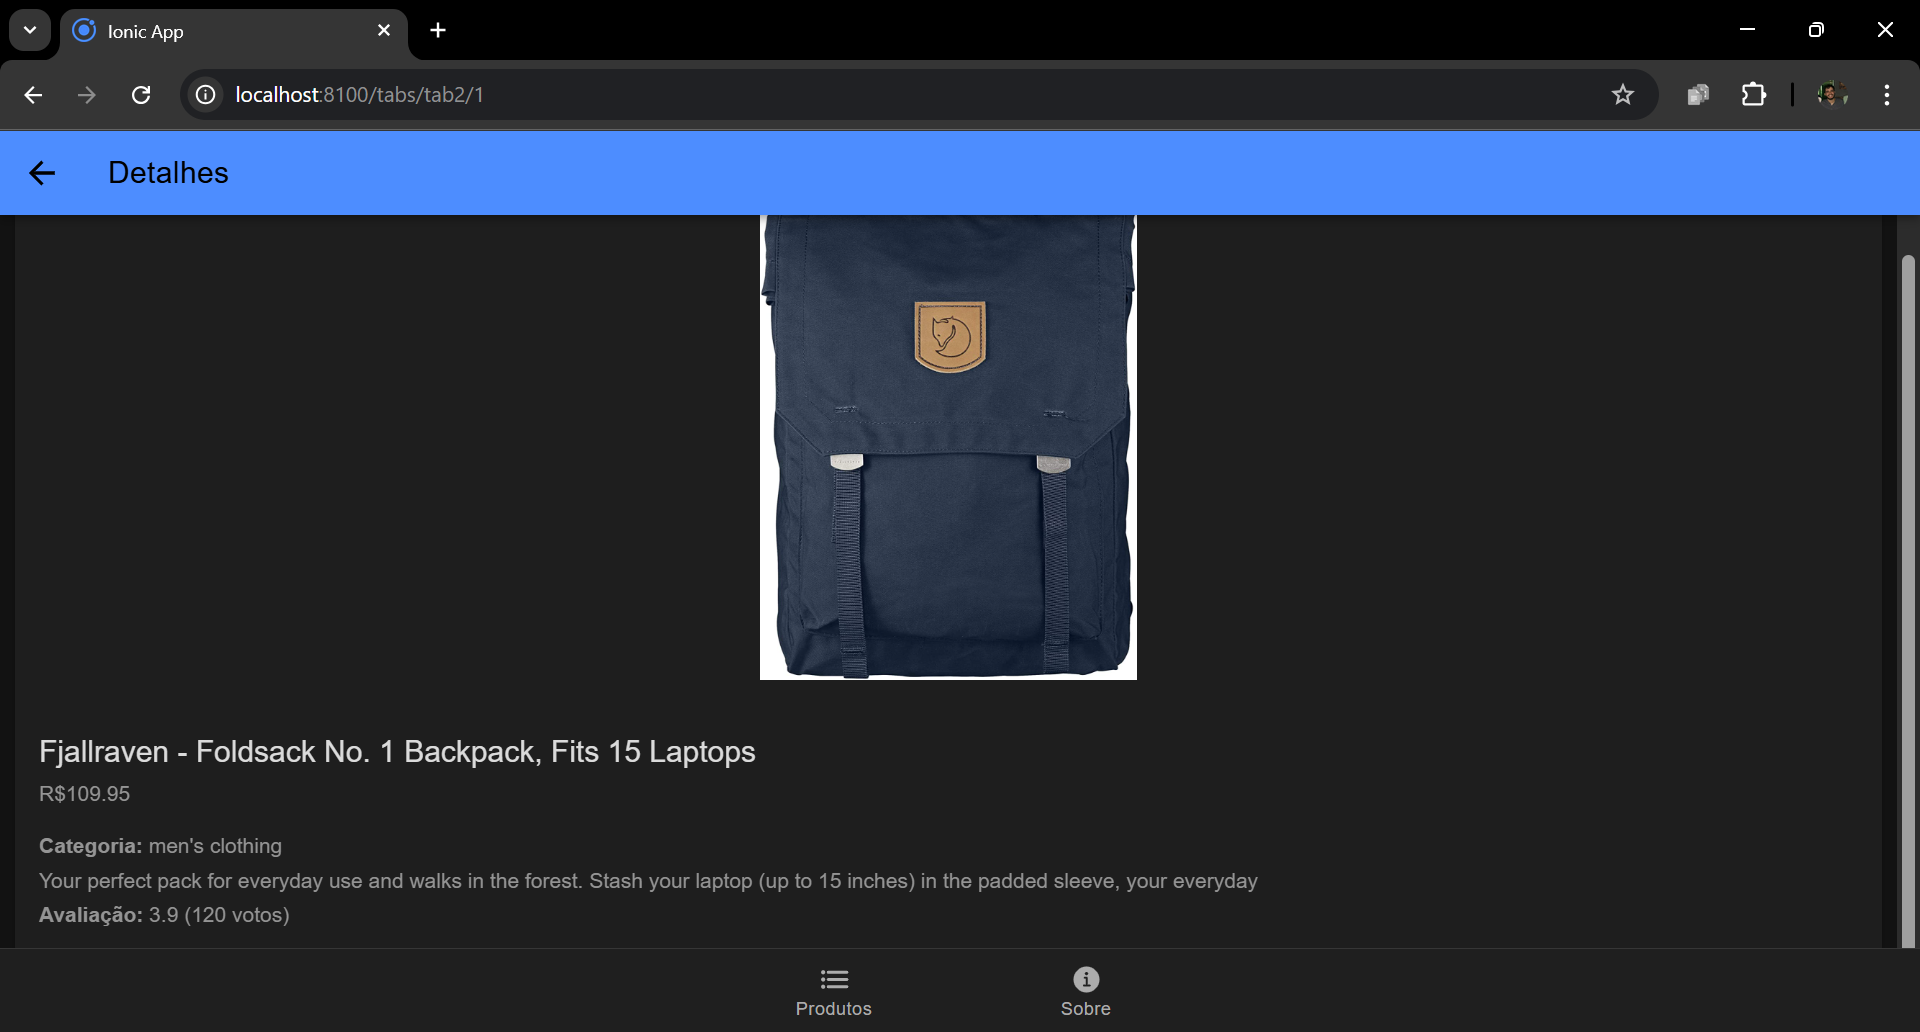 Ionic App
localhost:8100/tabs/tab2/1
Detalhes
Fjallraven - Foldsack No. 1 Backpack, Fits 15 Laptops
R$109.95
Categoria: men's clothing
Your perfect pack for everyday use and walks in the forest. Stash your laptop (up to 15 inches) in the padded sleeve, your everyday
Avaliação: 3.9 (120 votos)
Produtos
Sobre